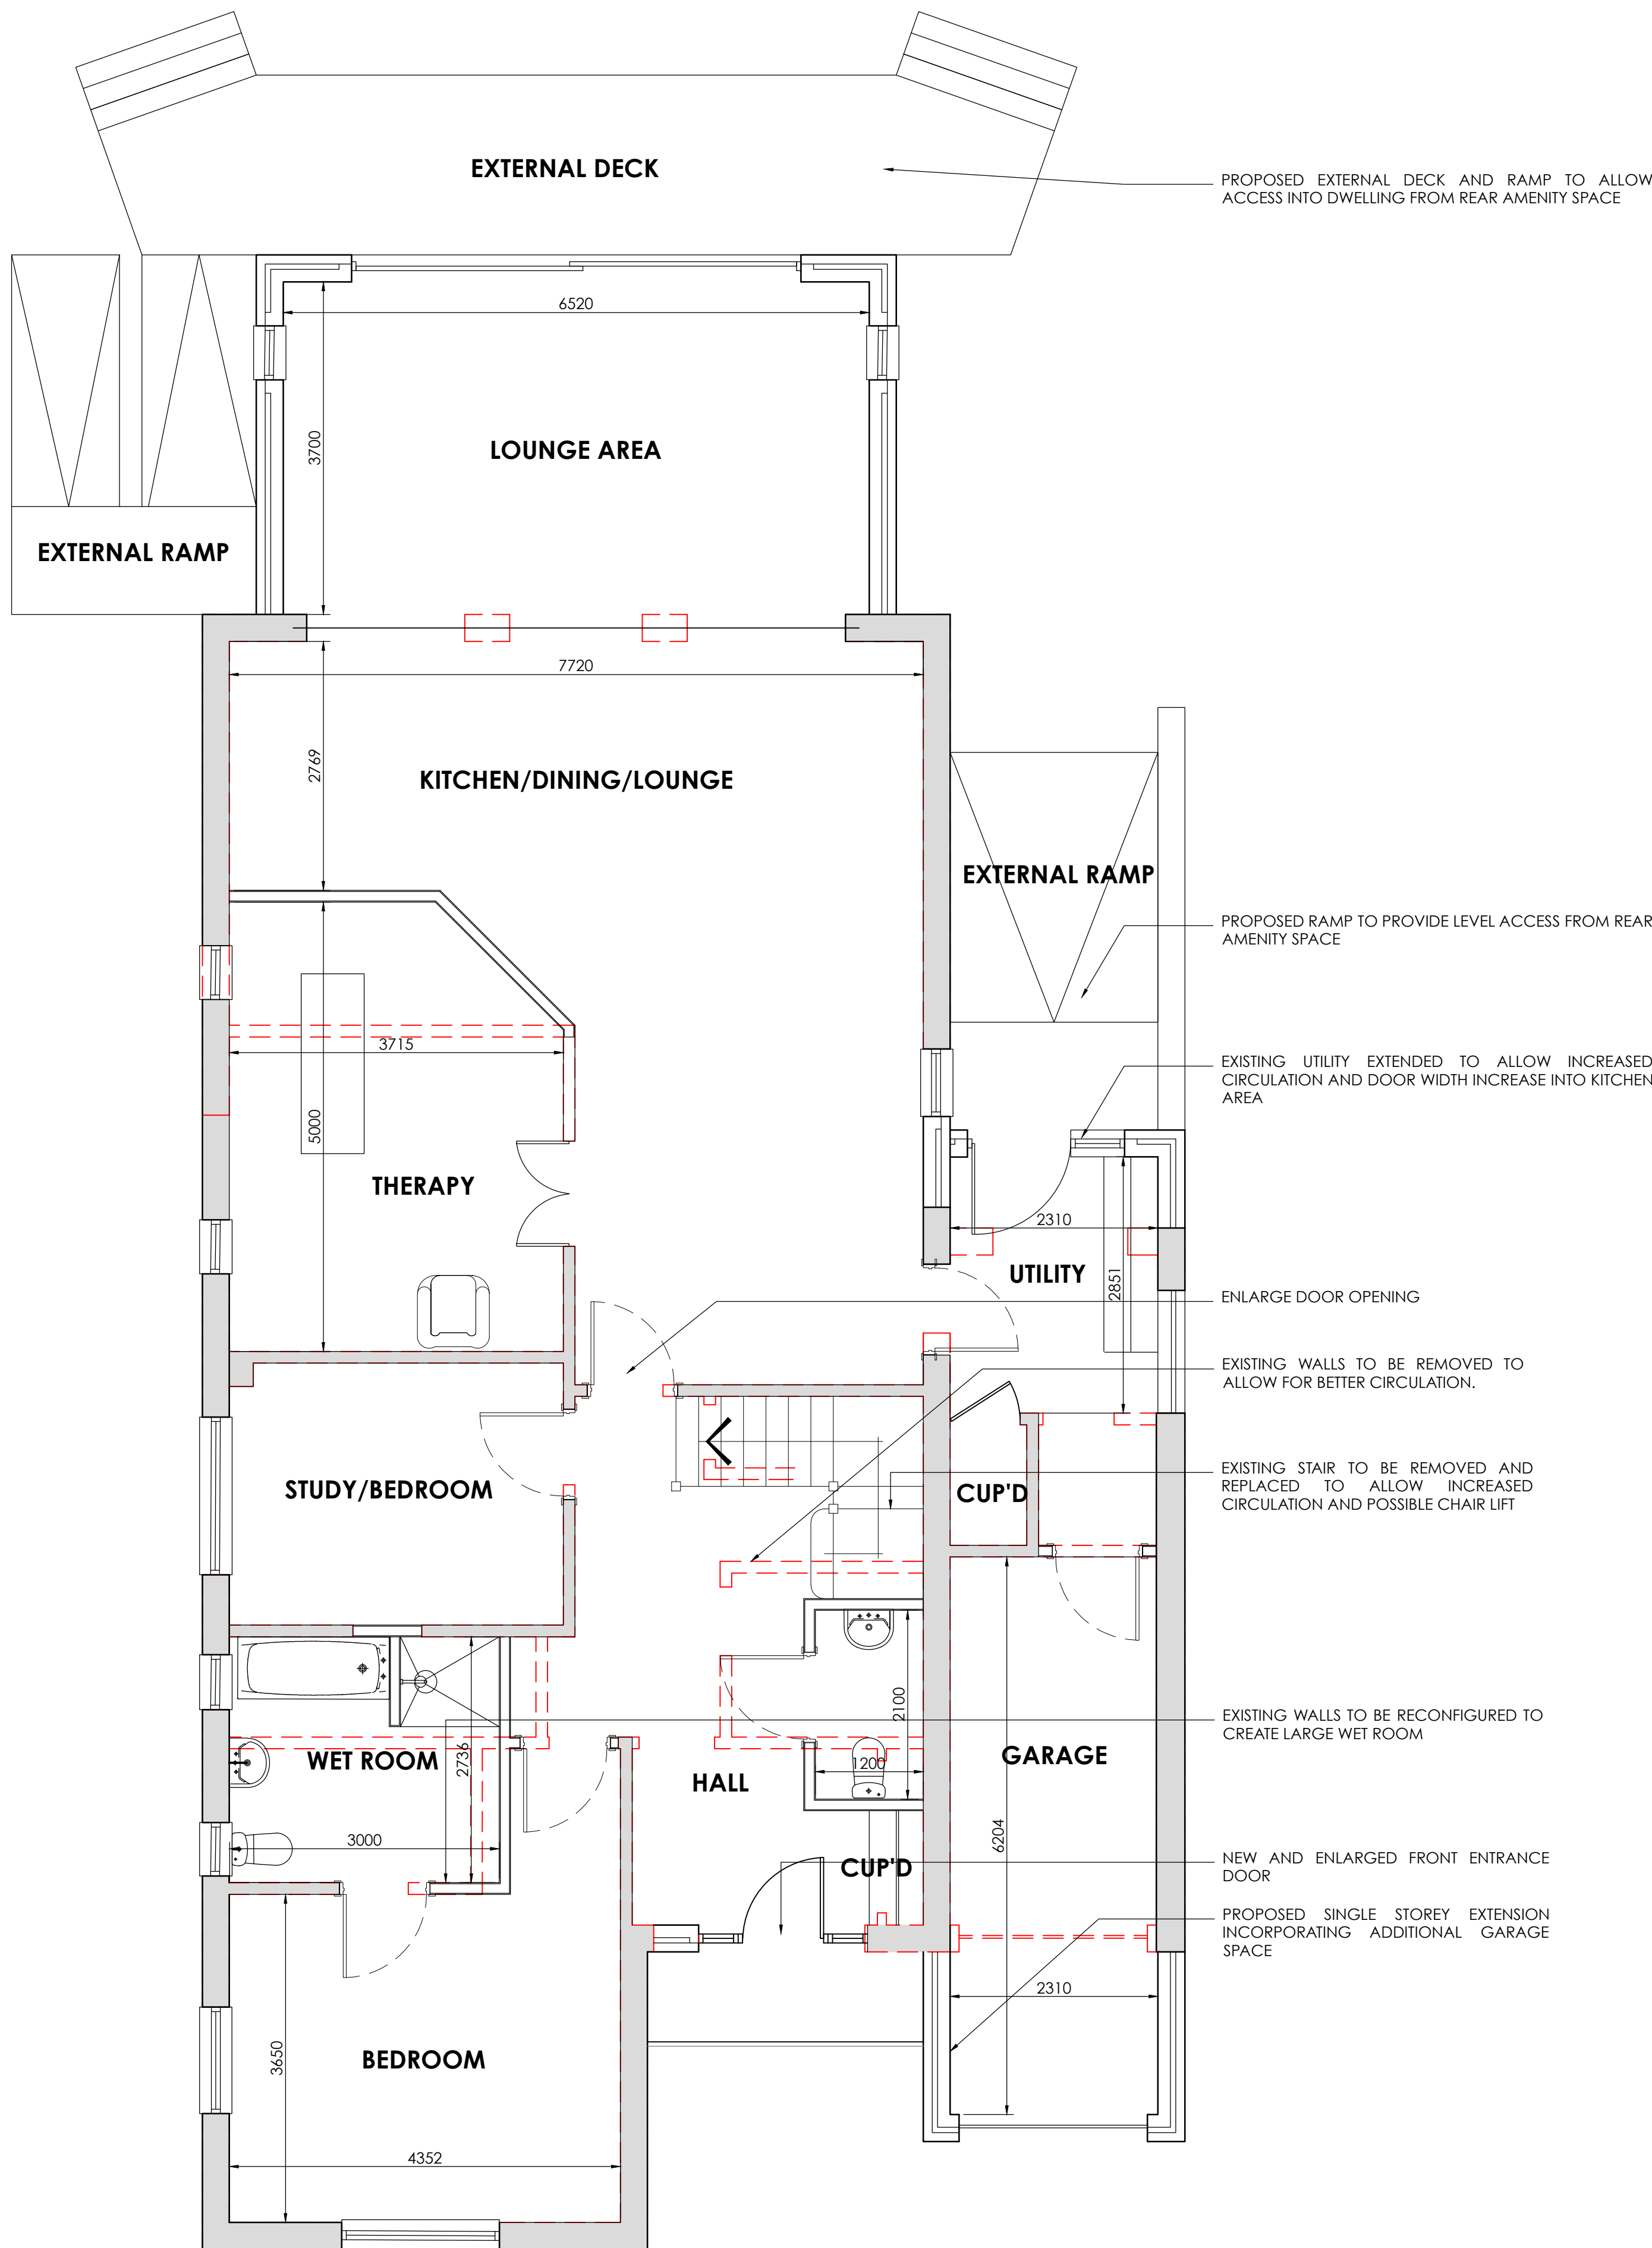 EXTERNAL DECK
PROPOSED EXTERNAL DECK AND RAMP TO ALLOW
ACCESS INTO DWELLING FROM REAR AMENITY SPACE
6520
3700
LOUNGE AREA
EXTERNAL RAMP
7720
2769
KITCHEN/DINING/LOUNGE
EXTERNAL RAMP
PROPOSED RAMP TO PROVIDE LEVEL ACCESS FROM REAR
AMENITY SPACE
3715
5000
EXISTING UTILITY EXTENDED TO ALLOW INCREASED
CIRCULATION AND DOOR WIDTH INCREASE INTO KITCHEN
AREA
THERAPY
2310
UTILITY
2851
ENLARGE DOOR OPENING
EXISTING WALLS TO BE REMOVED TO
ALLOW FOR BETTER CIRCULATION.
STUDY/BEDROOM
CUP'D
EXISTING STAIR TO BE REMOVED AND
REPLACED TO ALLOW INCREASED
CIRCULATION AND POSSIBLE CHAIR LIFT
2100
EXISTING WALLS TO BE RECONFIGURED TO
CREATE LARGE WET ROOM
WET ROOM
2736
1200
GARAGE
HALL
3000
6204
CUP'D
NEW AND ENLARGED FRONT ENTRANCE
DOOR
PROPOSED SINGLE STOREY EXTENSION
INCORPORATING ADDITIONAL GARAGE
SPACE
2310
3650
BEDROOM
4352